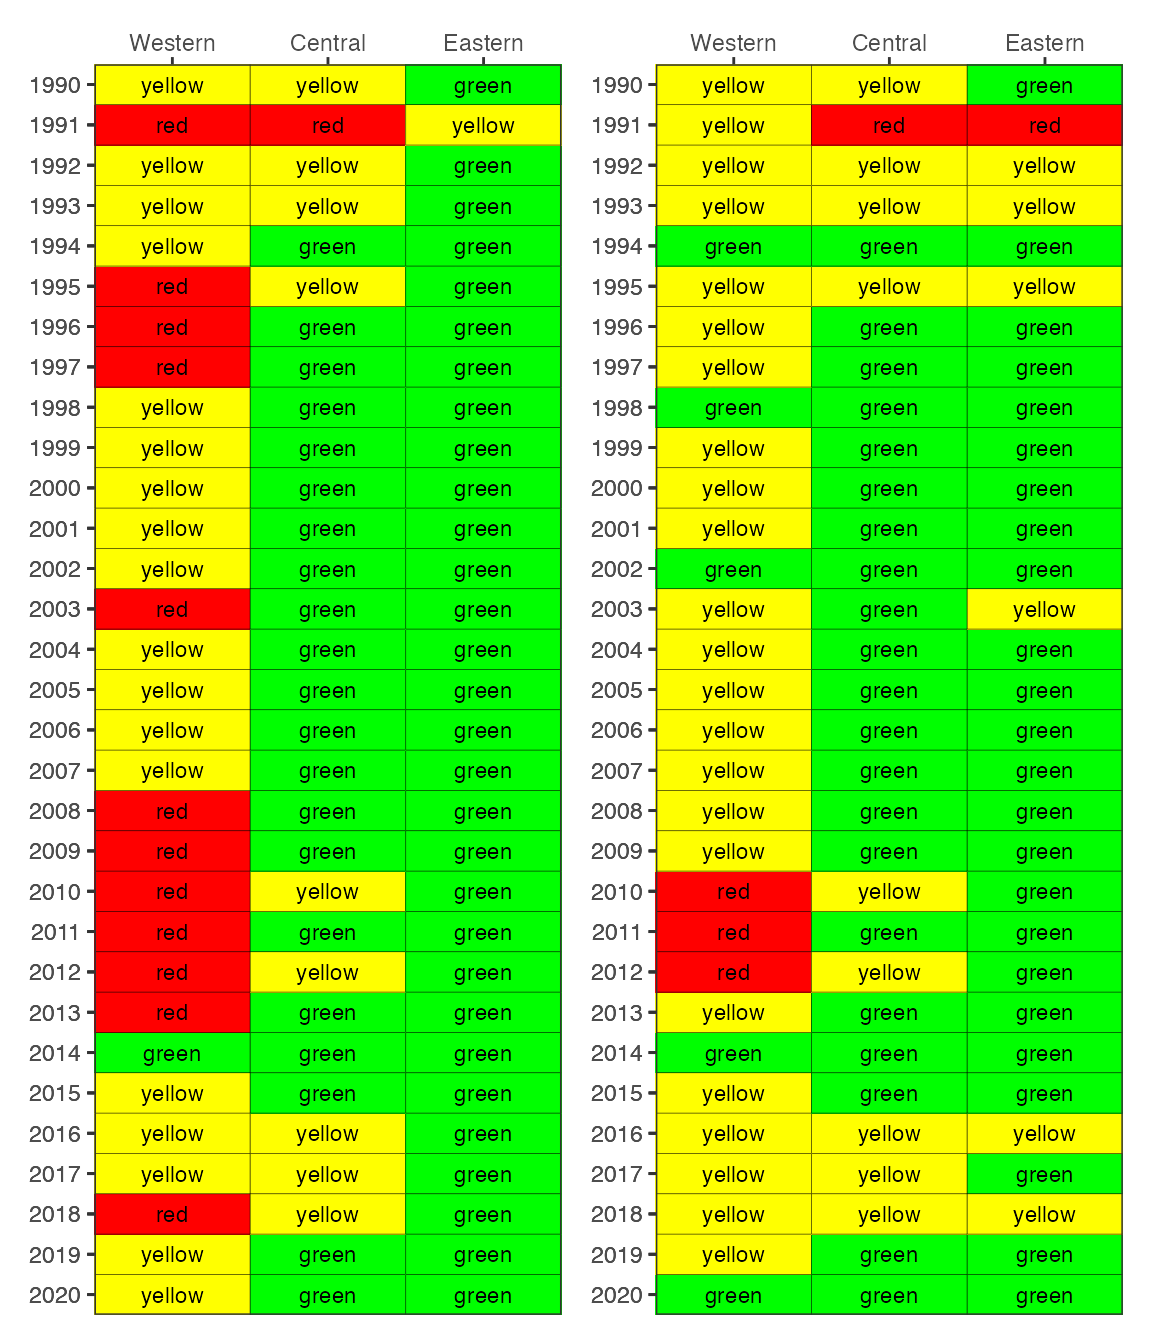 Western Central Eastern Western Central Eastern
1990 yellow yellow green 1990 yellow yellow green
1991 red red yellow 1991 yellow red red
1992 yellow yellow green 1992 yellow yellow yellow
1993 yellow yellow green 1993 yellow yellow yellow
1994 yellow green green 1994 green green green
1995 red yellow green 1995 yellow yellow yellow
1996 red green green 1996 yellow green green
1997 red green green 1997 yellow green green
1998 yellow green green 1998 green green green
1999 yellow green green 1999 yellow green green
2000 yellow green green 2000 yellow green green
2001 yellow green green 2001 yellow green green
2002 yellow green green 2002 green green green
2003 red green green 2003 yellow green yellow
2004 yellow green green 2004 yellow green green
2005 yellow green green 2005 yellow green green
2006 yellow green green 2006 yellow green green
2007 yellow green green 2007 yellow green green
2008 red green green 2008 yellow green green
2009 red green green 2009 yellow green green
2010 red yellow green 2010 red yellow green
2011 red green green 2011 red green green
2012 red yellow green 2012 red yellow green
2013 red green green 2013 yellow green green
2014 green green green 2014 green green green
2015 yellow green green 2015 yellow green green
2016 yellow yellow green 2016 yellow yellow yellow
2017 yellow yellow green 2017 yellow yellow green
2018 red yellow green 2018 yellow yellow yellow
2019 yellow green green 2019 yellow green green
2020 yellow green green 2020 green green green